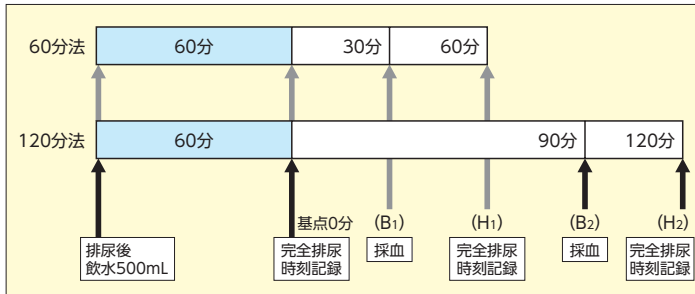 60分法
60分
30分
60分
120分法
60分
90分
120分
基点0分
(B₁)
(H₁)
(B₂)
(H₂)
排尿後
飲水500mL
完全排尿
時刻記録
採血
完全排尿
時刻記録
採血
完全排尿
時刻記録